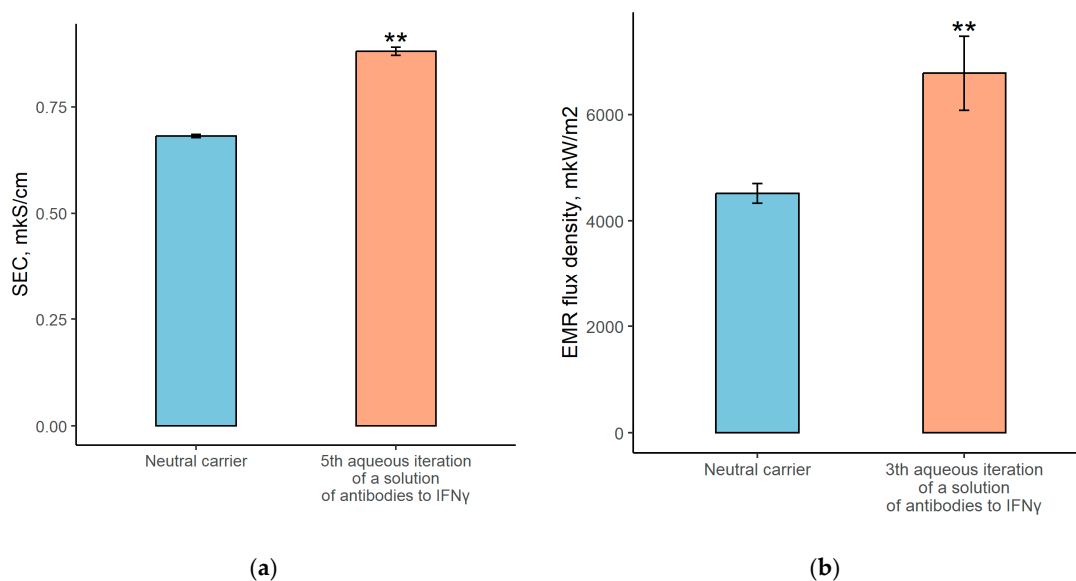 SEC, mkS/cm
0.75
0.50
0.25
0.00
**
Neutral carrier
5th aqueous iteration
of a solution
of antibodies to IFNγ
(a)
EMR flux density, mkW/m2
6000
4000
2000
0
**
Neutral carrier
3th aqueous iteration
of a solution
of antibodies to IFNγ
(b)